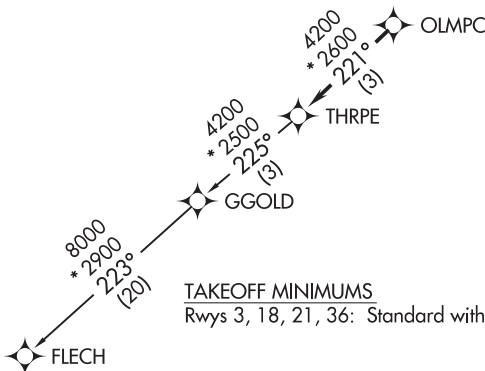 OLMPC
4200
* 2600
221°
(3)
THRPE
4200
* 2500
225°
(3)
GGOLD
8000
* 2900
223°
(20)
TAKEOFF MINIMUMS
Rwys 3, 18, 21, 36: Standard with
FLECH